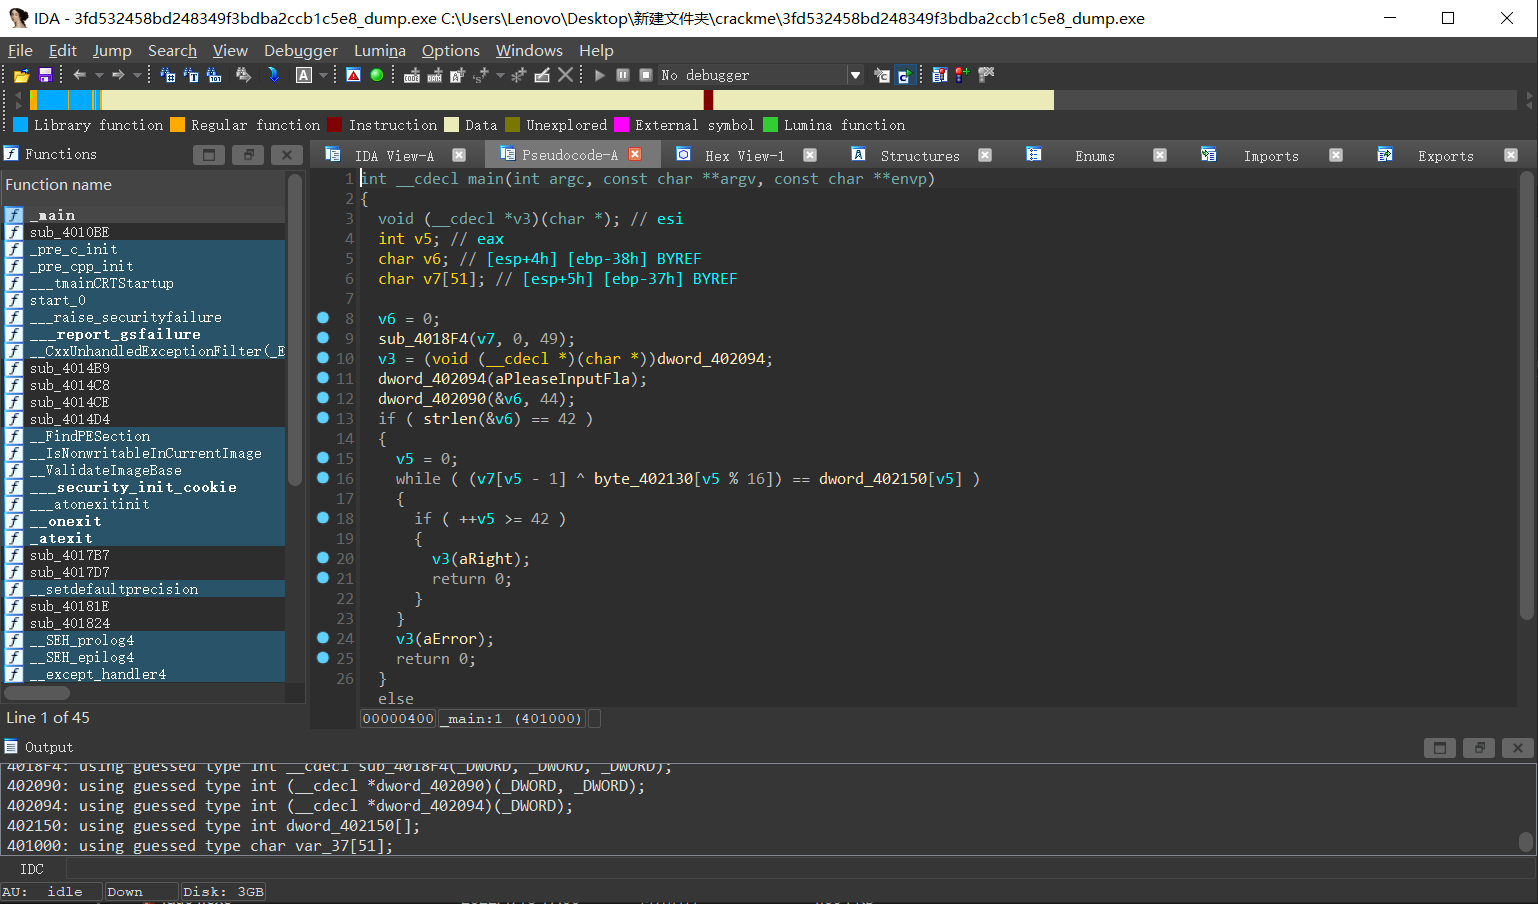 IDA - 3fd532458bd248349f3bdba2ccb1c5e8_dump.exe C:\Users\Lenovo\Desktop\新建文件夹\crackme\3fd532458bd248349f3bdba2ccb1c5e8_dump.exe
File Edit Jump Search View Debugger Lumina Options Windows Help
No debugger
Library function Regular function Instruction Data Unexplored External symbol Lumina function
Functions
IDA View-A Pseudocode-A Hex View-1 Structures Enums Imports Exports
Function name
_main
sub_4010BE
_pre_c_init
_pre_cpp_init
___tmainCRTStartup
start_0
___raise_securityfailure
___report_gsfailure
__CxxUnhandledExceptionFilter(_E
sub_4014B9
sub_4014C8
sub_4014CE
sub_4014D4
__FindPESection
__IsNonwritableInCurrentImage
__ValidateImageBase
___security_init_cookie
___atonexitinit
__onexit
_atexit
sub_4017B7
sub_4017D7
__setdefaultprecision
sub_40181E
sub_401824
__SEH_prolog4
__SEH_epilog4
__except_handler4
Line 1 of 45
1 int __cdecl main(int argc, const char **argv, const char **envp)
2 {
3 void (__cdecl *v3)(char *); // esi
4 int v5; // eax
5 char v6; // [esp+4h] [ebp-38h] BYREF
6 char v7[51]; // [esp+5h] [ebp-37h] BYREF
7
8 v6 = 0;
9 sub_4018F4(v7, 0, 49);
10 v3 = (void (__cdecl *)(char *))dword_402094;
11 dword_402094(aPleaseInputFla);
12 dword_402090(&v6, 44);
13 if ( strlen(&v6) == 42 )
14 {
15 v5 = 0;
16 while ( (v7[v5 - 1] ^ byte_402130[v5 % 16]) == dword_402150[v5] )
17 {
18 if ( ++v5 >= 42 )
19 {
20 v3(aRight);
21 return 0;
22 }
23 }
24 v3(aError);
25 return 0;
26 }
else
00000400 _main:1 (401000)
Output
4018F4: using guessed type int __cdecl sub_4018F4(_DWORD, _DWORD, _DWORD);
402090: using guessed type int (__cdecl *dword_402090)(_DWORD, _DWORD);
402094: using guessed type int (__cdecl *dword_402094)(_DWORD);
402150: using guessed type int dword_402150[];
401000: using guessed type char var_37[51];
IDC
AU: idle Down Disk: 3GB